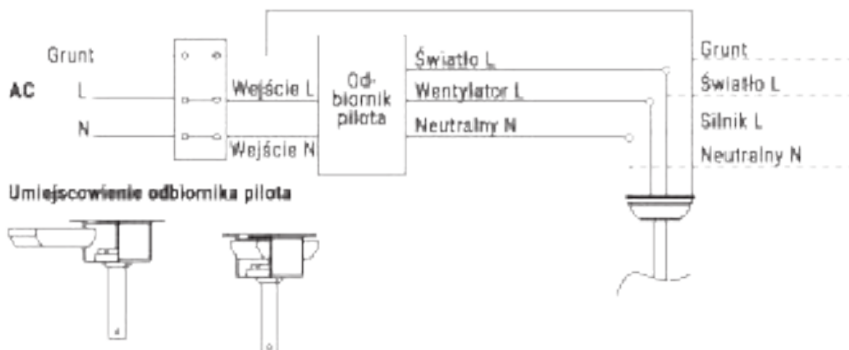 Grunt
AC L
N
Wejście L
Wejście N
Od-
biornik
pilota
Światło L
Wentylator L
Neutralny N
Grunt
Światło L
Silnik L
Neutralny N
Umiejscowienie odbiornika pilota